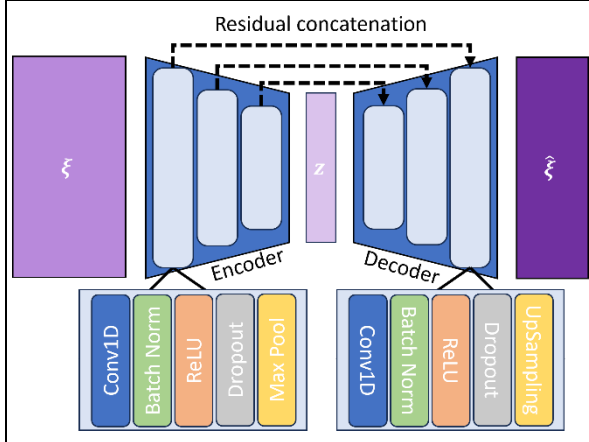 Residual concatenation
ξ
z
ξ̂
Encoder
Decoder
Conv1D
Batch Norm
ReLU
Dropout
Max Pool
Conv1D
Batch Norm
ReLU
Dropout
UpSampling